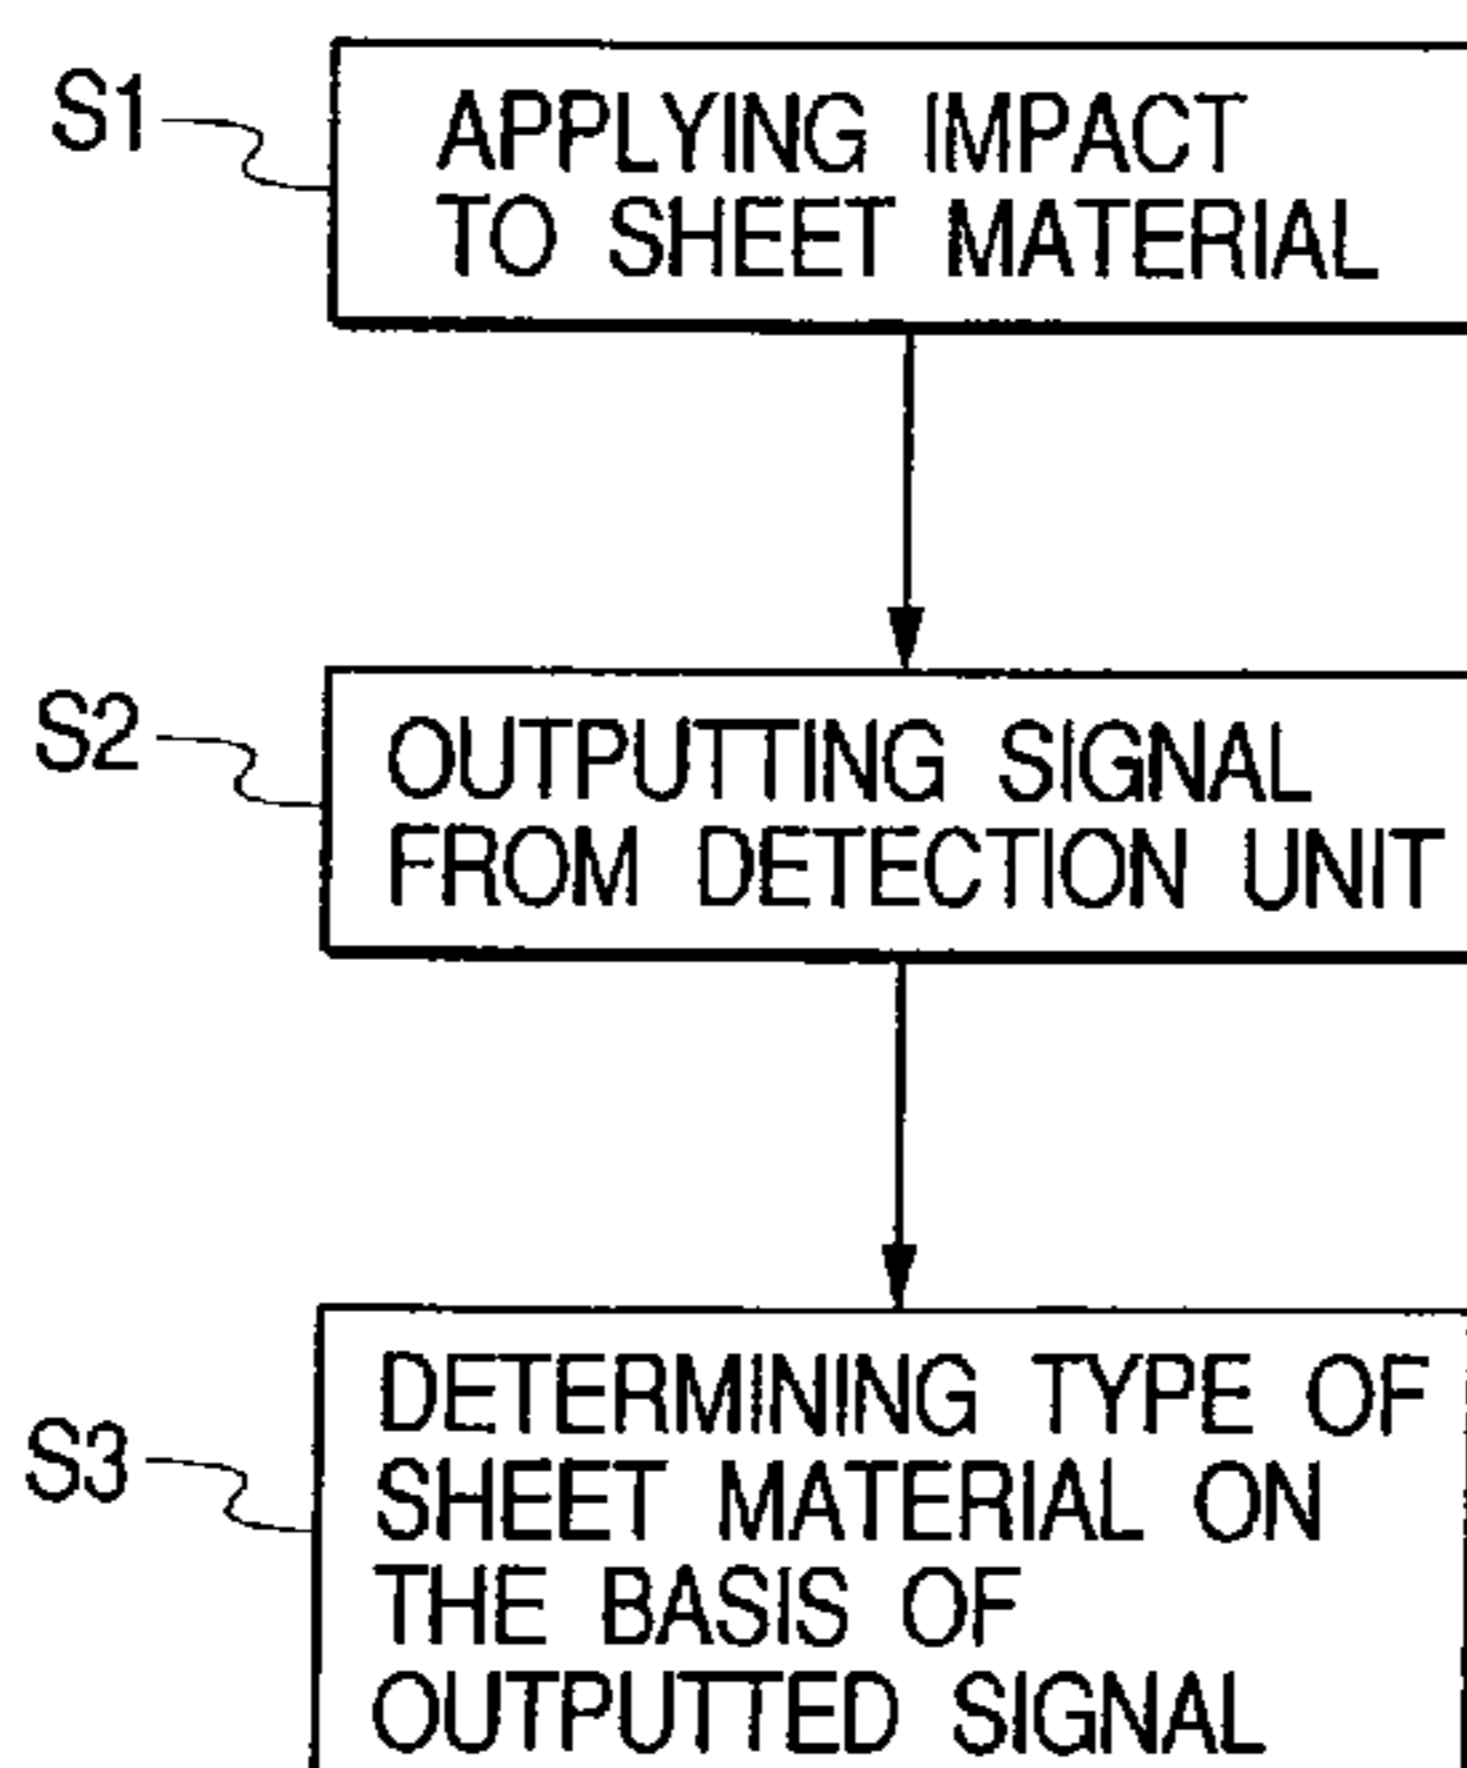 S1
APPLYING IMPACT
TO SHEET MATERIAL
S2
OUTPUTTING SIGNAL
FROM DETECTION UNIT
S3
DETERMINING TYPE OF
SHEET MATERIAL ON
THE BASIS OF
OUTPUTTED SIGNAL